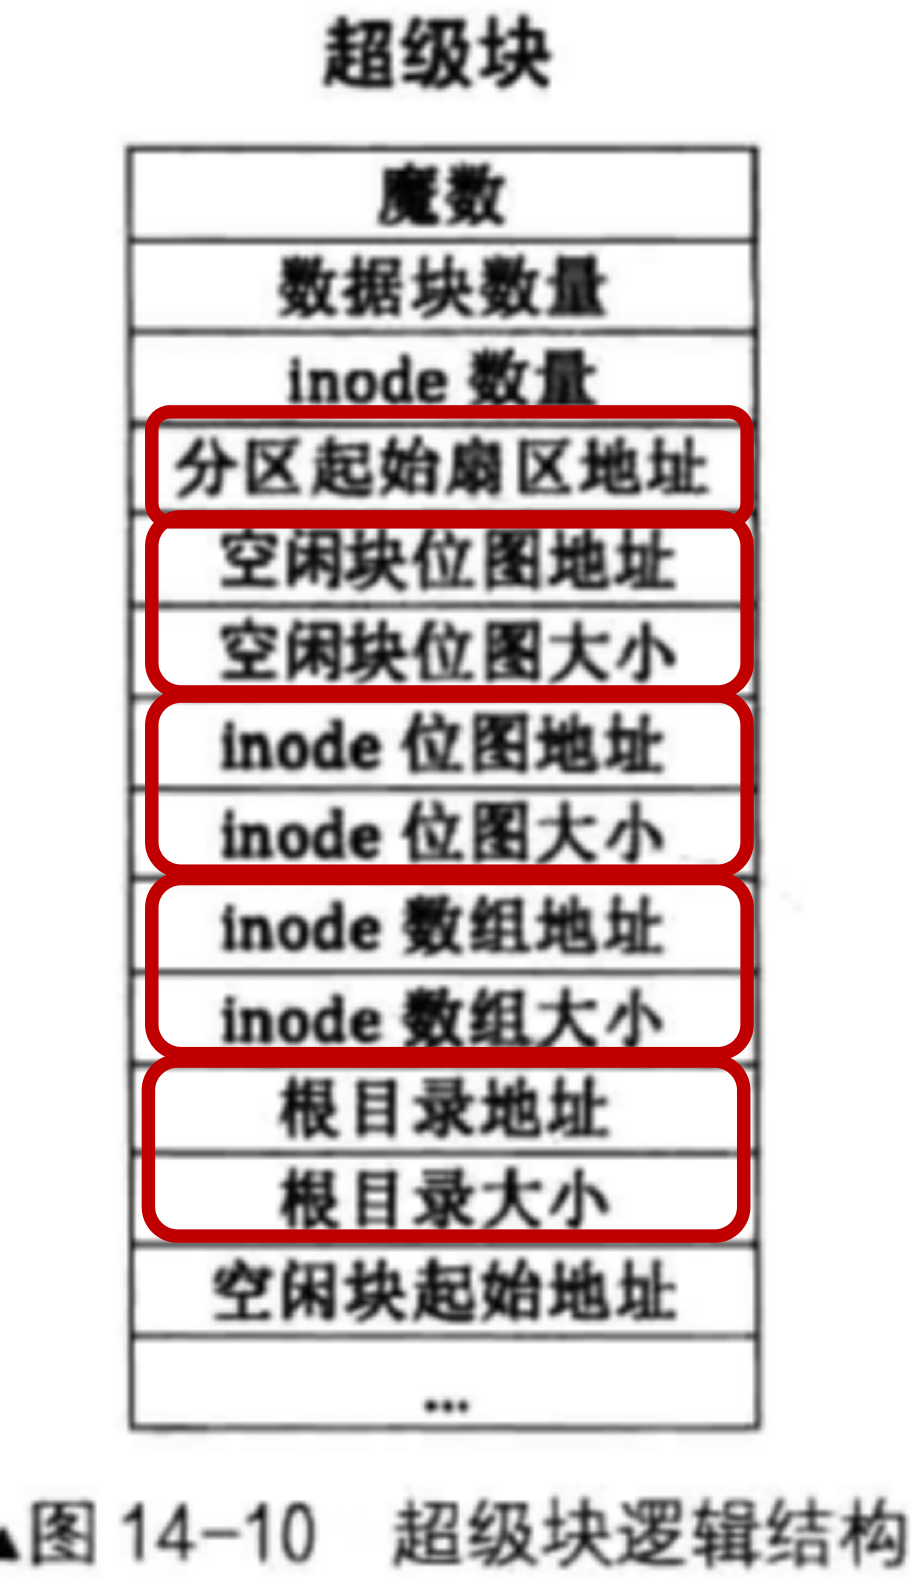 超级块
魔数
数据块数量
inode 数量
分区起始扇区地址
空闲块位图地址
空闲块位图大小
inode 位图地址
inode 位图大小
inode 数组地址
inode 数组大小
根目录地址
根目录大小
空闲块起始地址
...
▲图 14-10 超级块逻辑结构